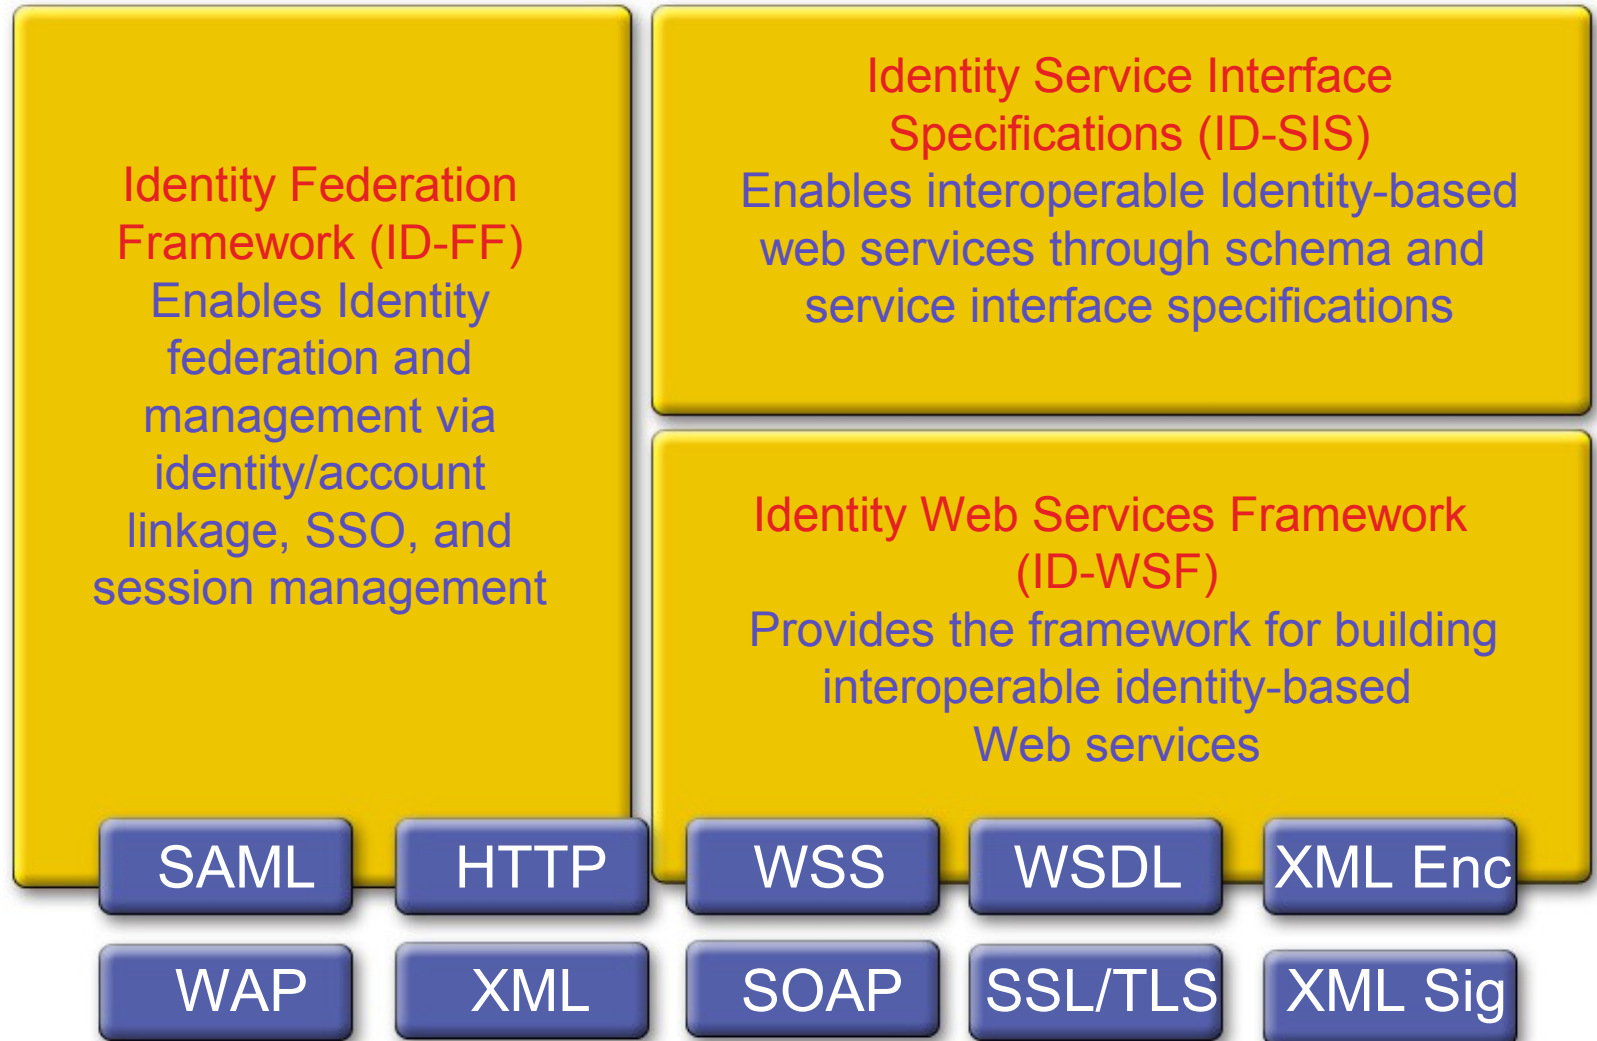 Identity Federation
Framework (ID-FF)
Enables Identity
federation and
management via
identity/account
linkage, SSO, and
session management
Identity Service Interface
Specifications (ID-SIS)
Enables interoperable Identity-based
web services through schema and
service interface specifications
Identity Web Services Framework
(ID-WSF)
Provides the framework for building
interoperable identity-based
Web services
SAML HTTP WSS WSDL XML Enc
WAP XML SOAP SSL/TLS XML Sig